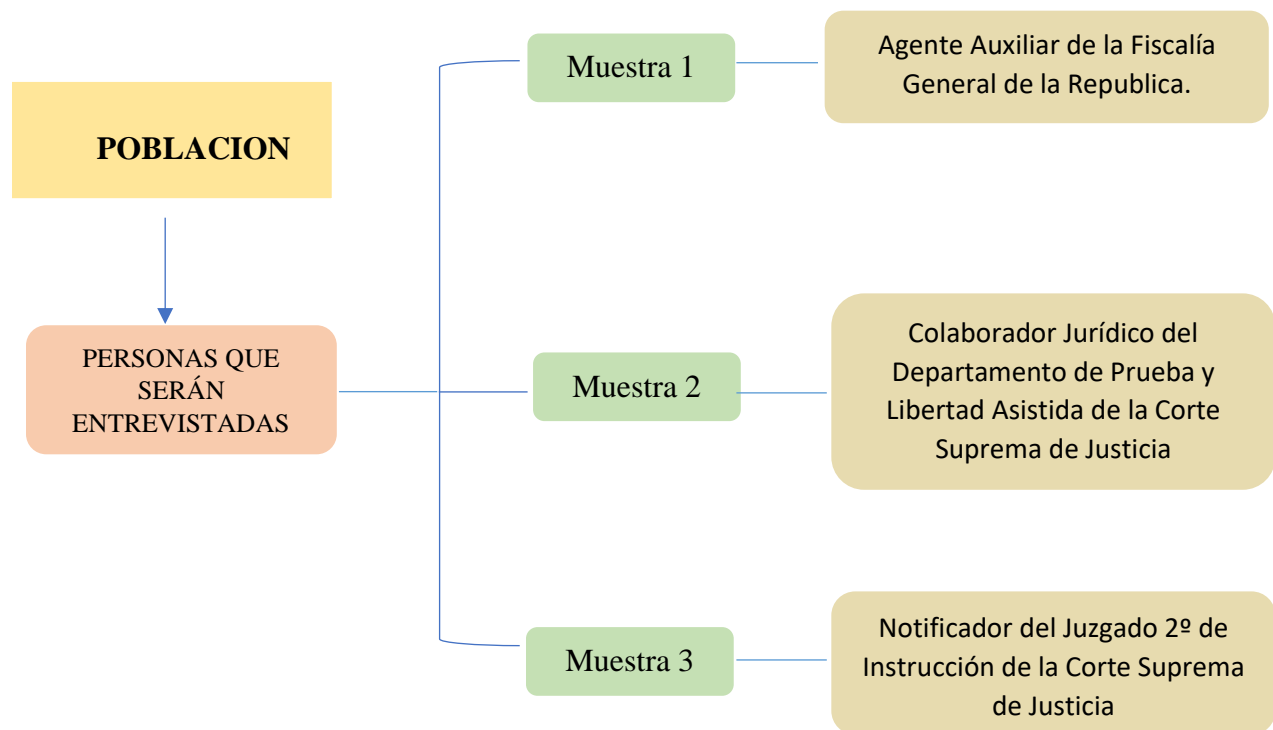 POBLACION
PERSONAS QUE
SERÁN
ENTREVISTADAS
Muestra 1
Agente Auxiliar de la Fiscalía
General de la Republica.
Muestra 2
Colaborador Jurídico del
Departamento de Prueba y
Libertad Asistida de la Corte
Suprema de Justicia
Muestra 3
Notificador del Juzgado 2º de
Instrucción de la Corte Suprema
de Justicia